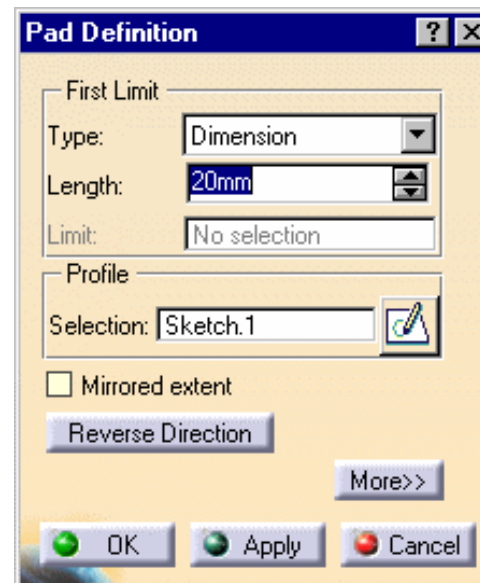 Pad Definition ? X
First Limit
Type: Dimension
Length: 20mm
Limit: No selection
Profile
Selection: Sketch.1
Mirrored extent
Reverse Direction
More>>
OK Apply Cancel